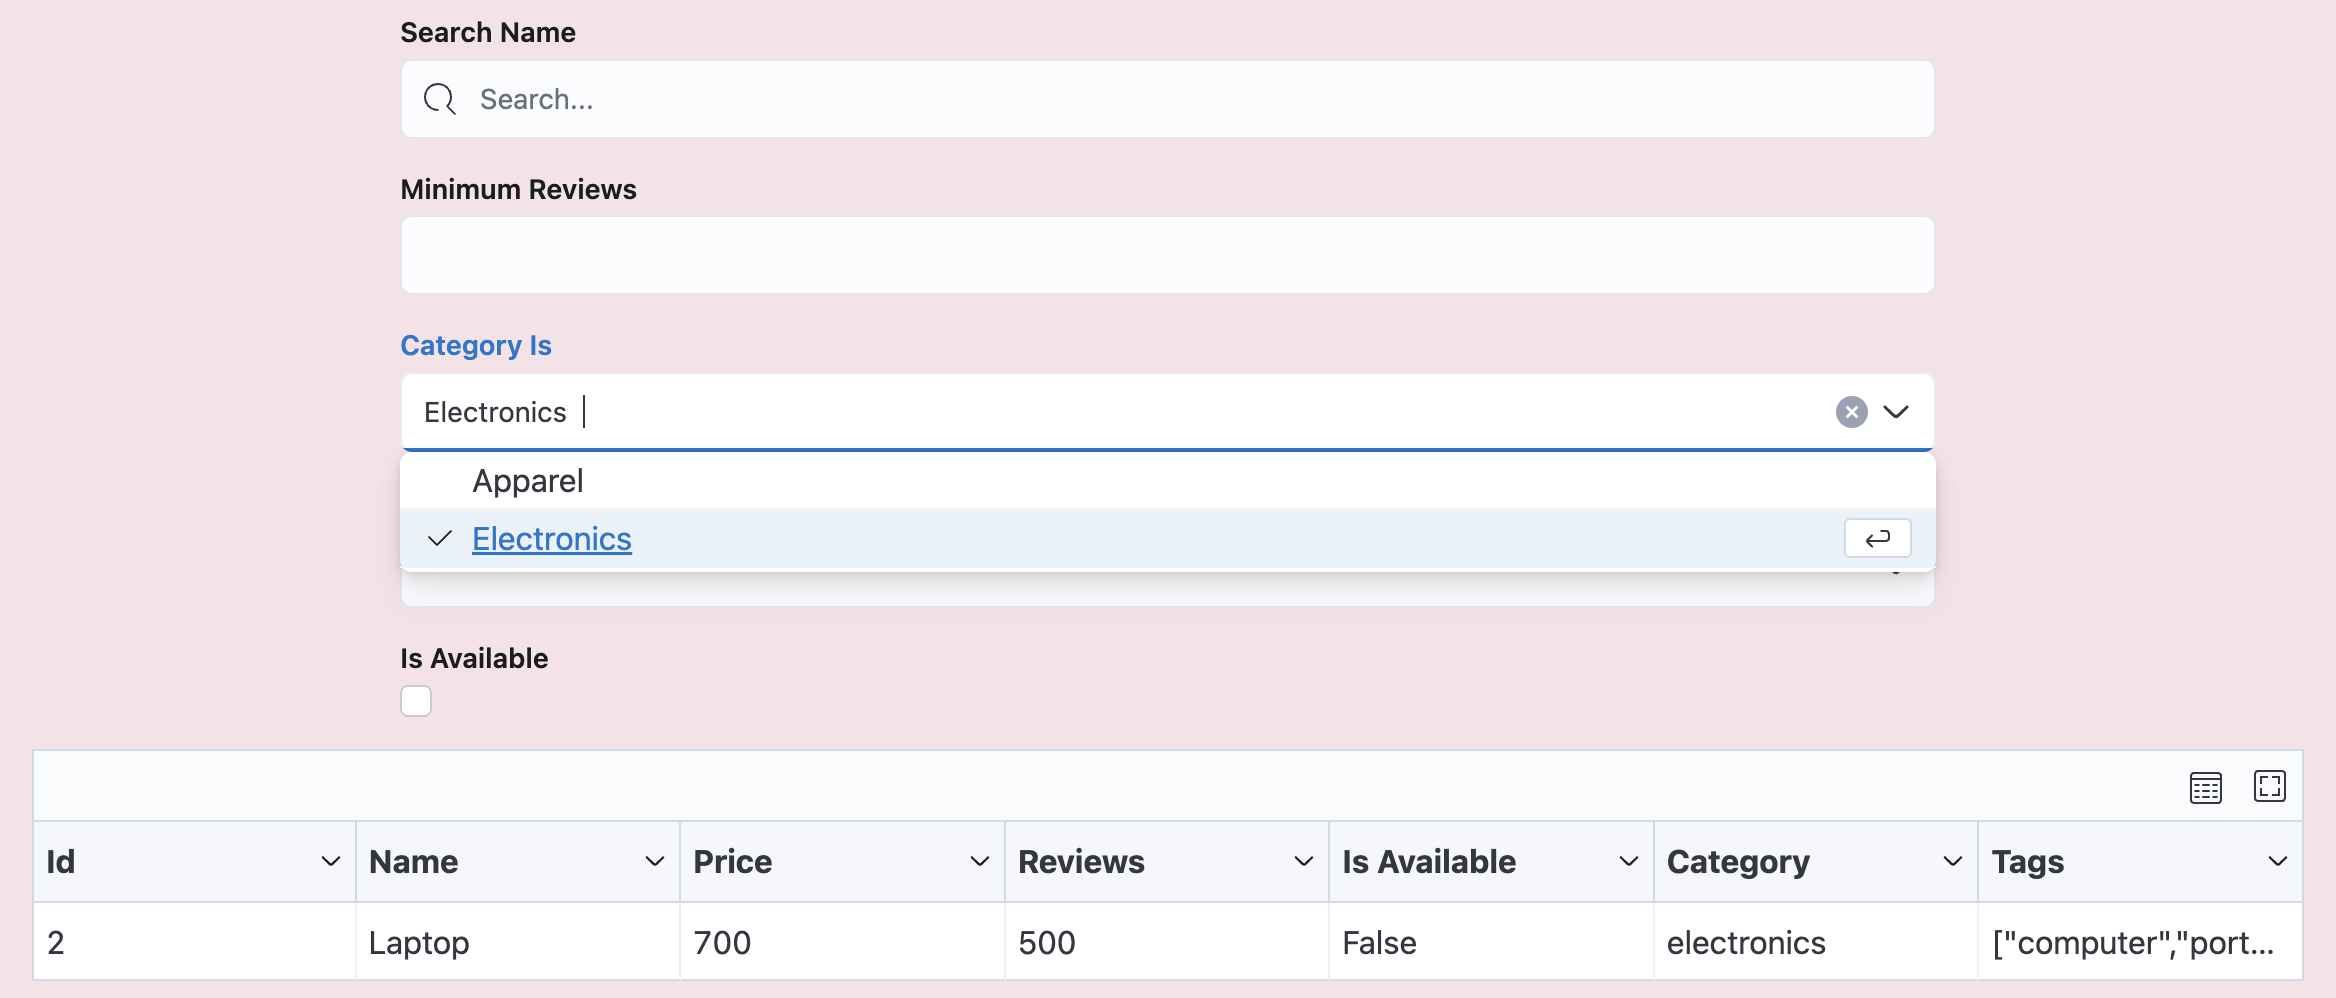 Search Name
Search...
Minimum Reviews
Category Is
Electronics
Apparel
Electronics
Is Available
Id Name Price Reviews Is Available Category Tags
2 Laptop 700 500 False electronics ["computer","port...